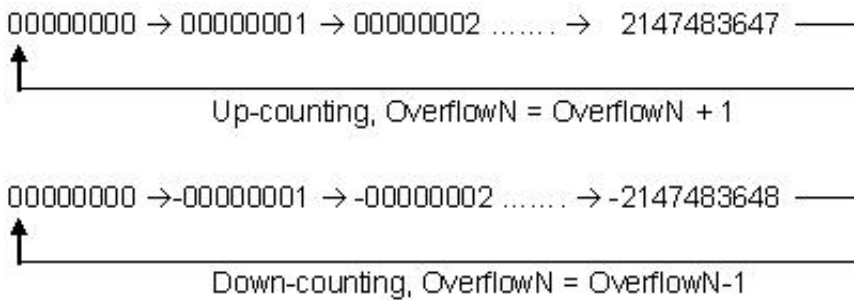 00000000 → 00000001 → 00000002 ....... → 2147483647
Up-counting, OverflowN = OverflowN + 1
00000000 →-00000001 → -00000002 ....... → -2147483648
Down-counting, OverflowN = OverflowN-1